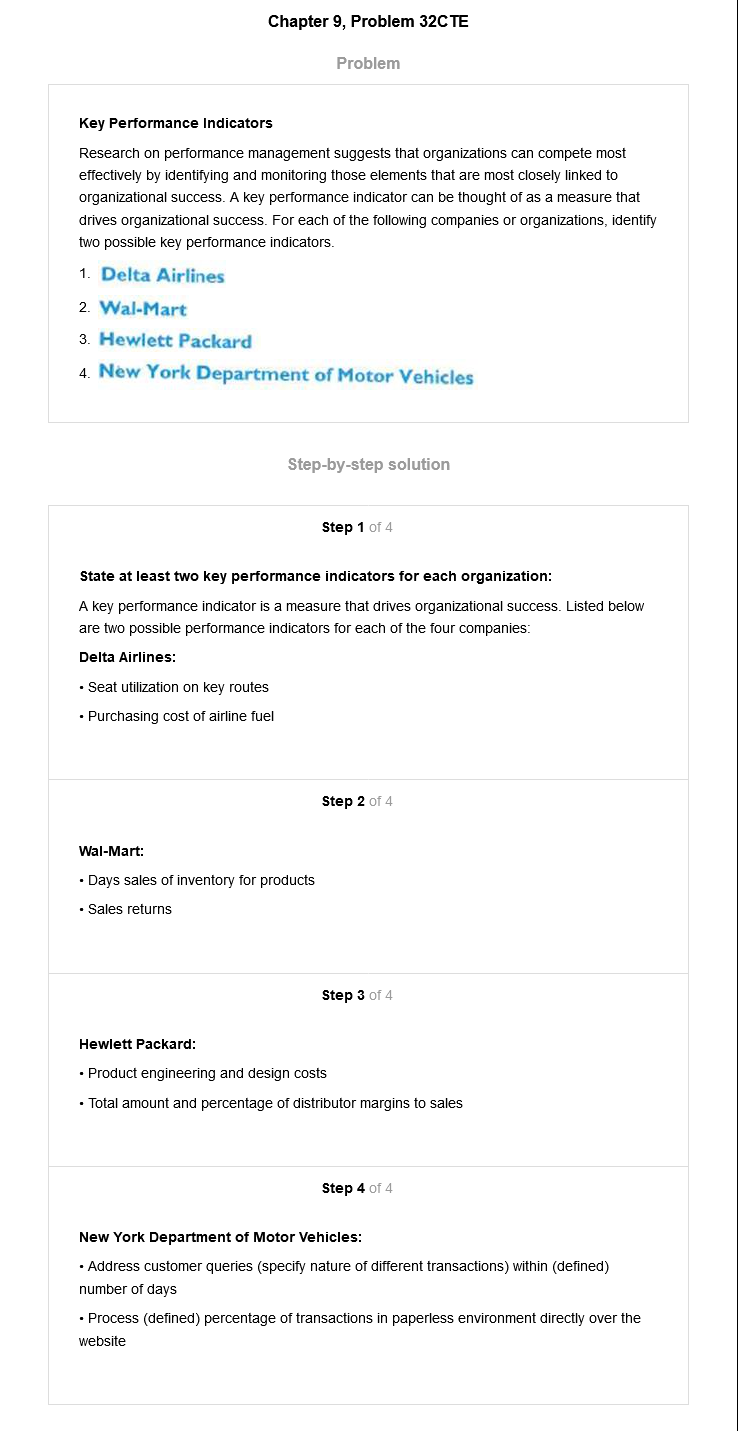 Chapter 9, Problem 32CTE
Problem
Key Performance Indicators
Research on performance management suggests that organizations can compete most
effectively by identifying and monitoring those elements that are most closely linked to
organizational success. A key performance indicator can be thought of as a measure that
drives organizational success. For each of the following companies or organizations, identify
two possible key performance indicators.
1. Delta Airlines
2. Wal-Mart
3. Hewlett Packard
4. New York Department of Motor Vehicles
Step-by-step solution
Step 1 of 4
State at least two key performance indicators for each organization:
A key performance indicator is a measure that drives organizational success. Listed below
are two possible performance indicators for each of the four companies:
Delta Airlines:
• Seat utilization on key routes
• Purchasing cost of airline fuel
Step 2 of 4
Wal-Mart:
• Days sales of inventory for products
• Sales returns
Step 3 of 4
Hewlett Packard:
• Product engineering and design costs
• Total amount and percentage of distributor margins to sales
Step 4 of 4
New York Department of Motor Vehicles:
• Address customer queries (specify nature of different transactions) within (defined)
number of days
• Process (defined) percentage of transactions in paperless environment directly over the
website